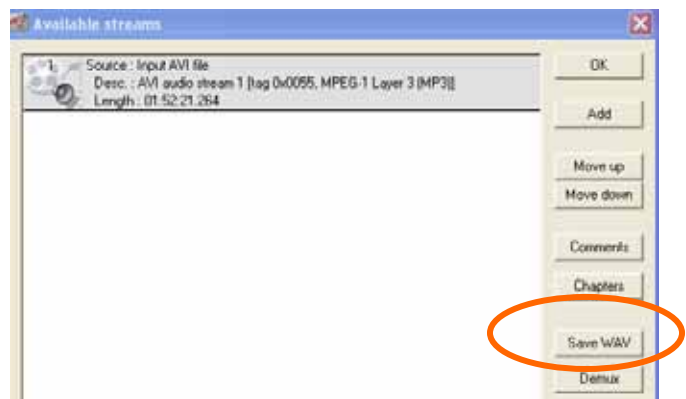 Available streams
1
Source : Input AVI file
Desc. : AVI audio stream 1 [tag 0x0055, MPEG-1 Layer 3 (MP3)]
Length : 01:52:21.264
OK
Add
Move up
Move down
Comments
Chapters
Save WAV
Demux